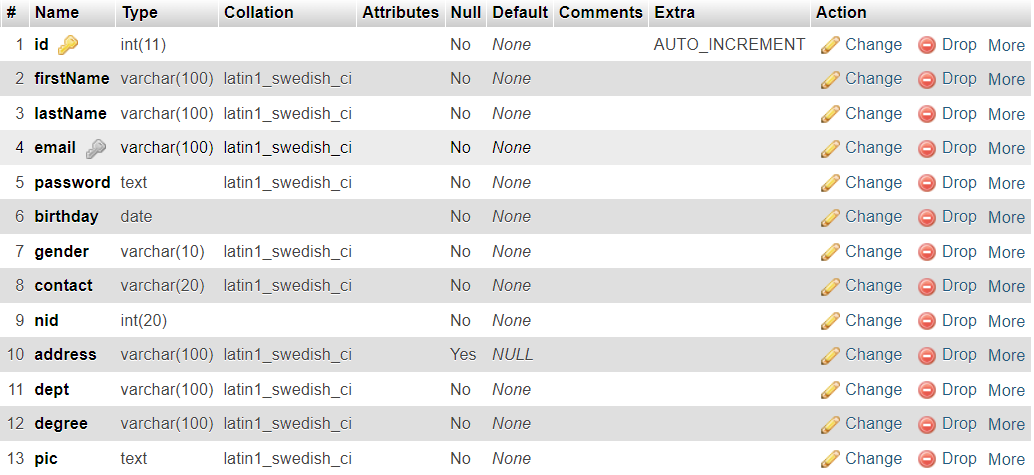 # Name Type Collation Attributes Null Default Comments Extra Action
1 id int(11) No None AUTO_INCREMENT Change Drop More
2 firstName varchar(100) latin1_swedish_ci No None Change Drop More
3 lastName varchar(100) latin1_swedish_ci No None Change Drop More
4 email varchar(100) latin1_swedish_ci No None Change Drop More
5 password text latin1_swedish_ci No None Change Drop More
6 birthday date No None Change Drop More
7 gender varchar(10) latin1_swedish_ci No None Change Drop More
8 contact varchar(20) latin1_swedish_ci No None Change Drop More
9 nid int(20) No None Change Drop More
10 address varchar(100) latin1_swedish_ci Yes NULL Change Drop More
11 dept varchar(100) latin1_swedish_ci No None Change Drop More
12 degree varchar(100) latin1_swedish_ci No None Change Drop More
13 pic text latin1_swedish_ci No None Change Drop More